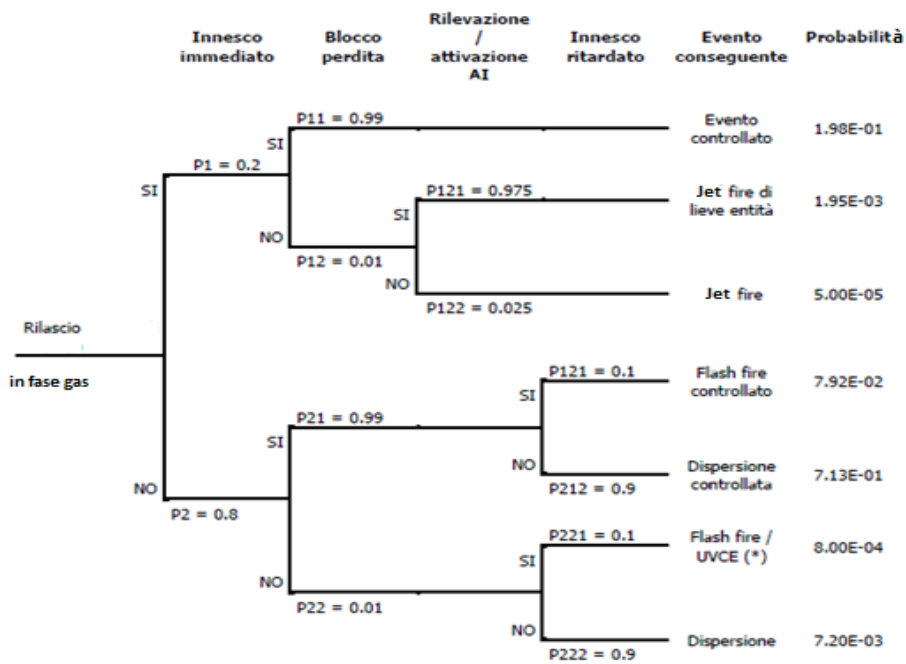 Innesco
immediato
Blocco
perdita
Rilevazione
/
attivazione
AI
Innesco
ritardato
Evento
conseguente
Probabilità
P11 = 0.99
Evento
controllato
1.98E-01
SI
P1 = 0.2
SI
P121 = 0.975
Jet fire di
lieve entità
1.95E-03
SI
NO
P12 = 0.01
NO
P122 = 0.025
Jet fire
5.00E-05
Rilascio
in fase gas
P121 = 0.1
Flash fire
controllato
7.92E-02
SI
P21 = 0.99
SI
NO
P212 = 0.9
Dispersione
controllata
7.13E-01
NO
P2 = 0.8
P221 = 0.1
Flash fire /
UVCE (*)
8.00E-04
SI
NO
P22 = 0.01
NO
P222 = 0.9
Dispersione
7.20E-03